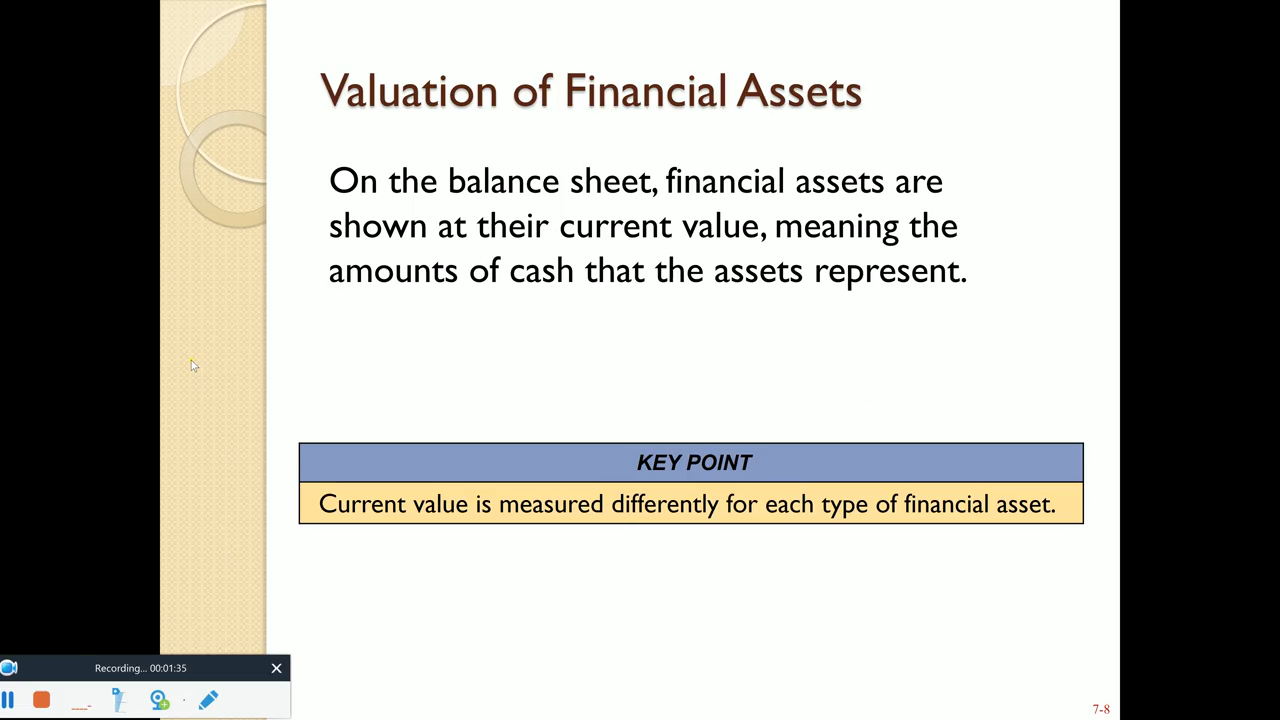 Valuation of Financial Assets
On the balance sheet, financial assets are
shown at their current value, meaning the
amounts of cash that the assets represent.
KEY POINT
Current value is measured differently for each type of financial asset.
Recording... 00:01:35
7-8